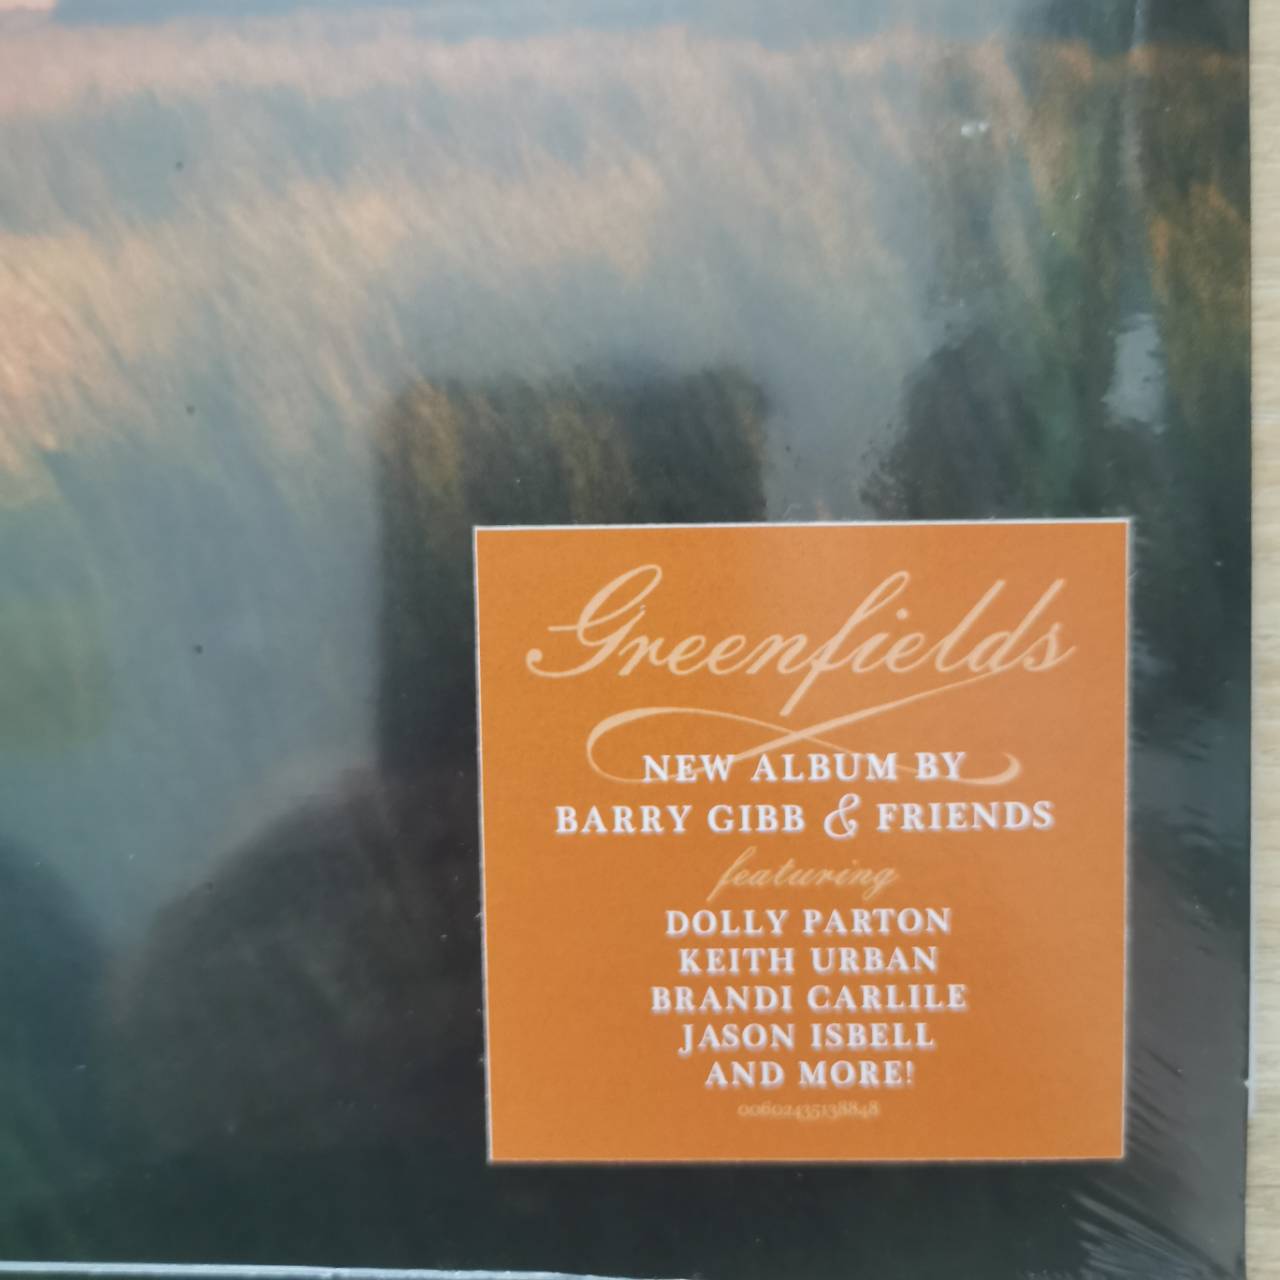 Greenfields
NEW ALBUM BY
BARRY GIBB & FRIENDS
featuring
DOLLY PARTON
KEITH URBAN
BRANDI CARLILE
JASON ISBELL
AND MORE!
00602435138848